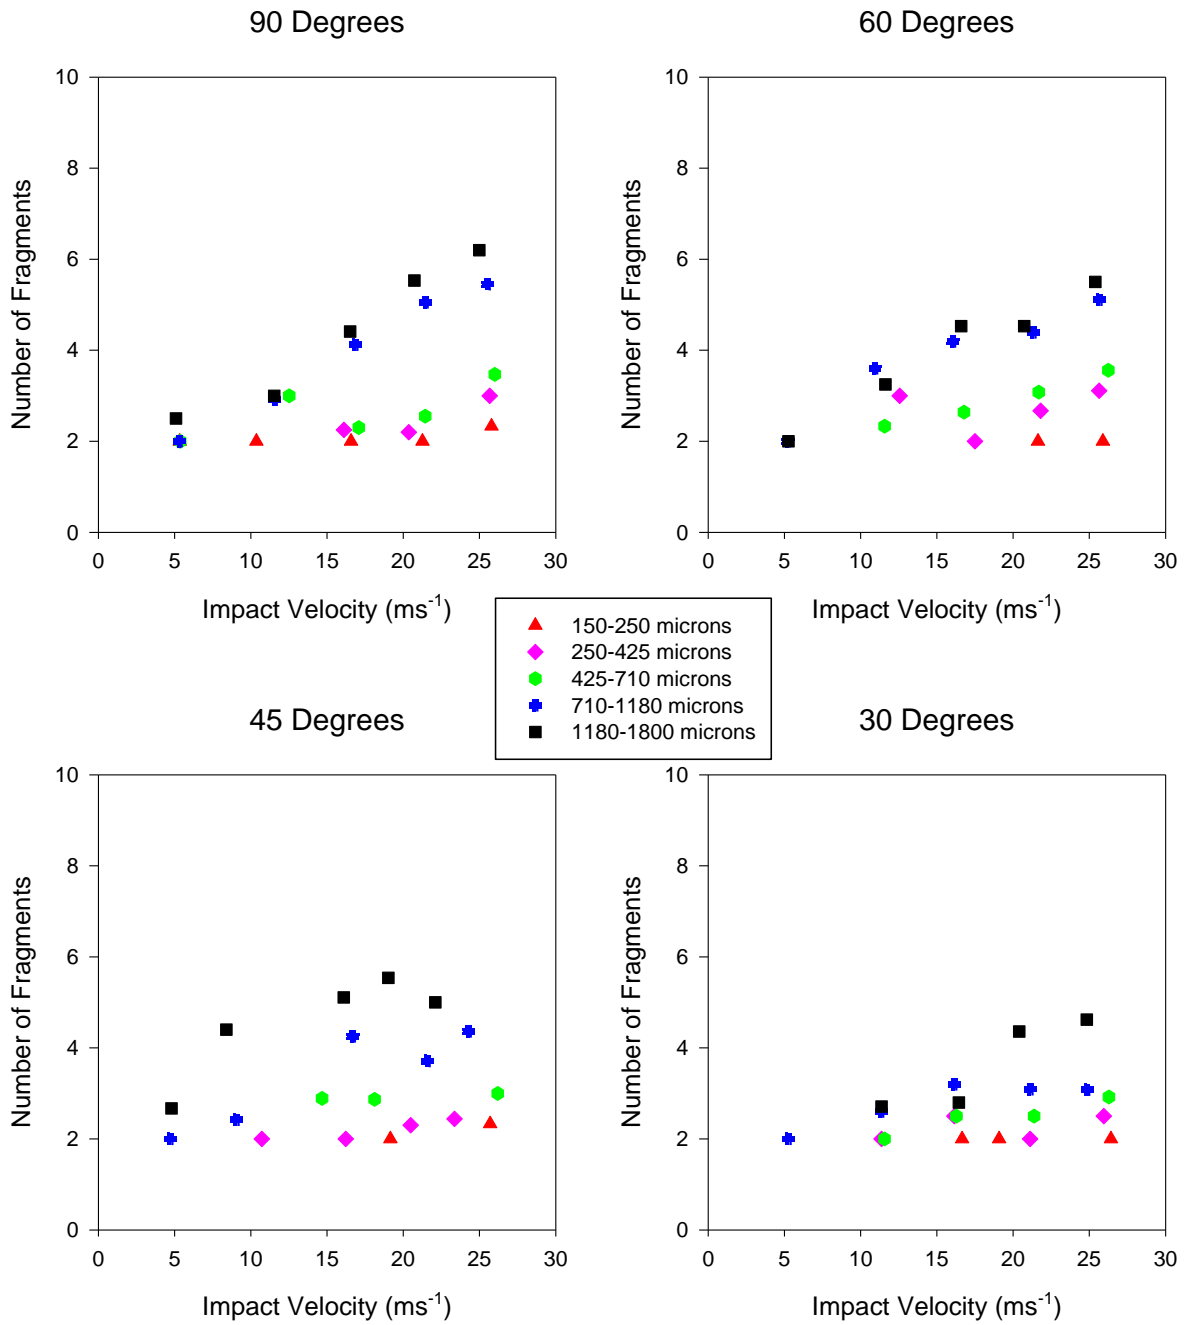 90 Degrees
60 Degrees
10
8
6
4
2
0
Number of Fragments
0 5 10 15 20 25 30
Impact Velocity (ms-1)
10
8
6
4
2
0
Number of Fragments
0 5 10 15 20 25 30
Impact Velocity (ms-1)
150-250 microns
250-425 microns
425-710 microns
710-1180 microns
1180-1800 microns
45 Degrees
30 Degrees
10
8
6
4
2
0
Number of Fragments
0 5 10 15 20 25 30
Impact Velocity (ms-1)
10
8
6
4
2
0
Number of Fragments
0 5 10 15 20 25 30
Impact Velocity (ms-1)